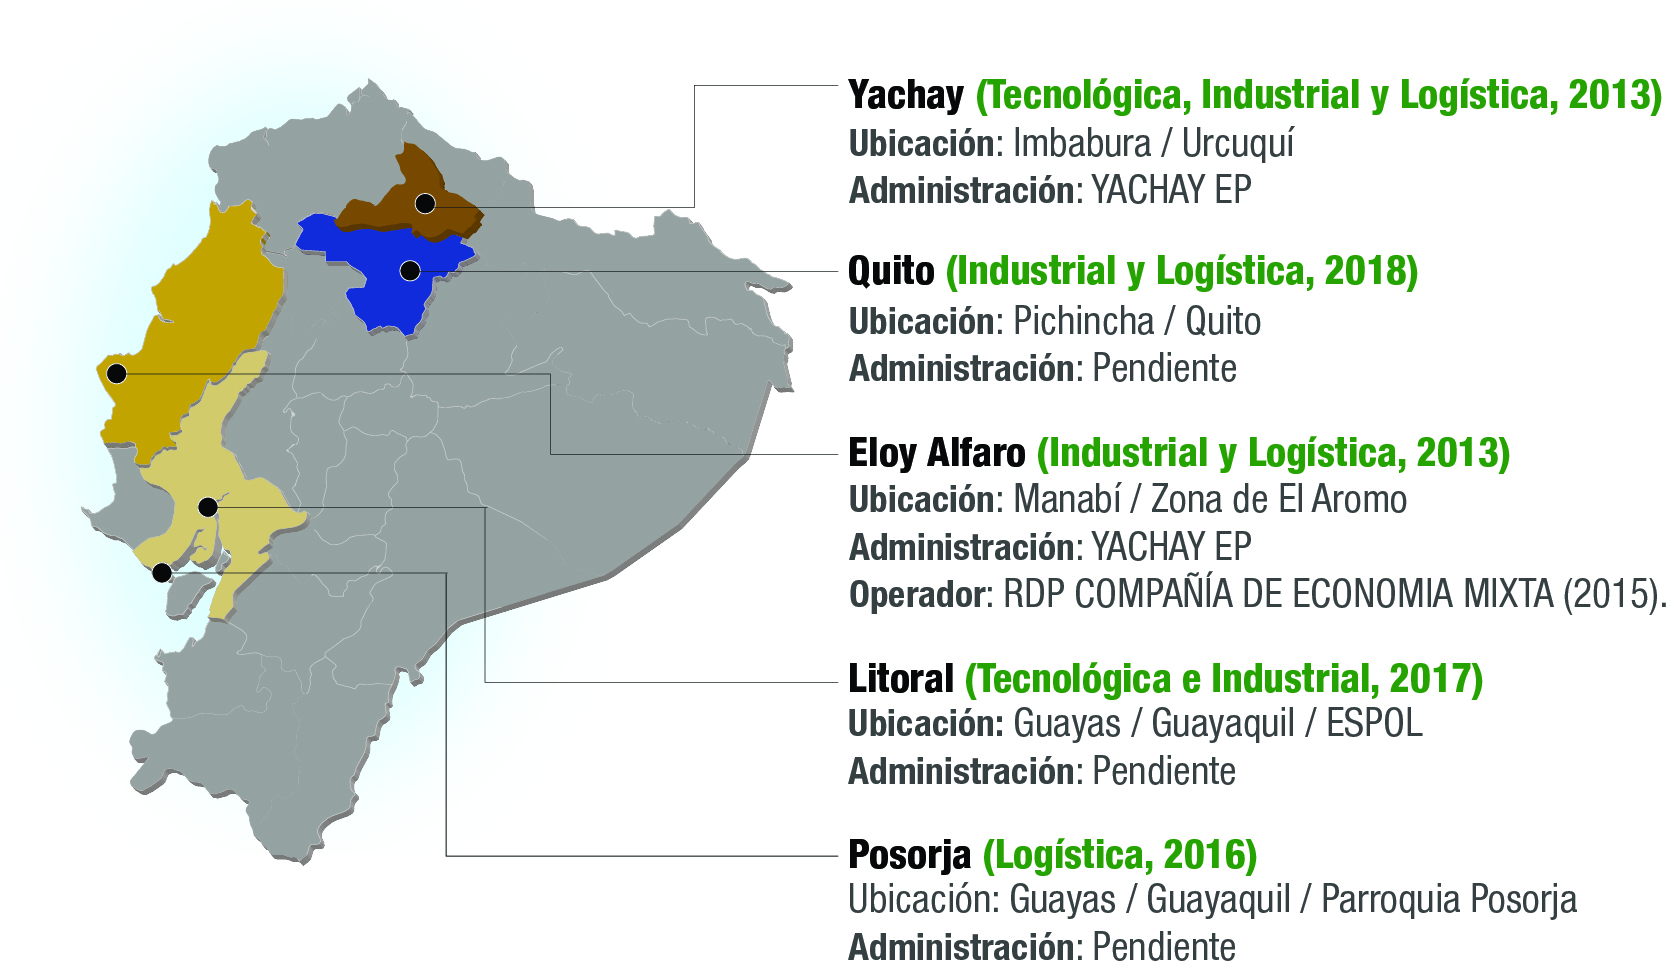 Yachay (Tecnológica, Industrial y Logística, 2013)
Ubicación: Imbabura / Urcuquí
Administración: YACHAY EP
Quito (Industrial y Logística, 2018)
Ubicación: Pichincha / Quito
Administración: Pendiente
Eloy Alfaro (Industrial y Logística, 2013)
Ubicación: Manabí / Zona de El Aromo
Administración: YACHAY EP
Operador: RDP COMPAÑÍA DE ECONOMIA MIXTA (2015).
Litoral (Tecnológica e Industrial, 2017)
Ubicación: Guayas / Guayaquil / ESPOL
Administración: Pendiente
Posorja (Logística, 2016)
Ubicación: Guayas / Guayaquil / Parroquia Posorja
Administración: Pendiente